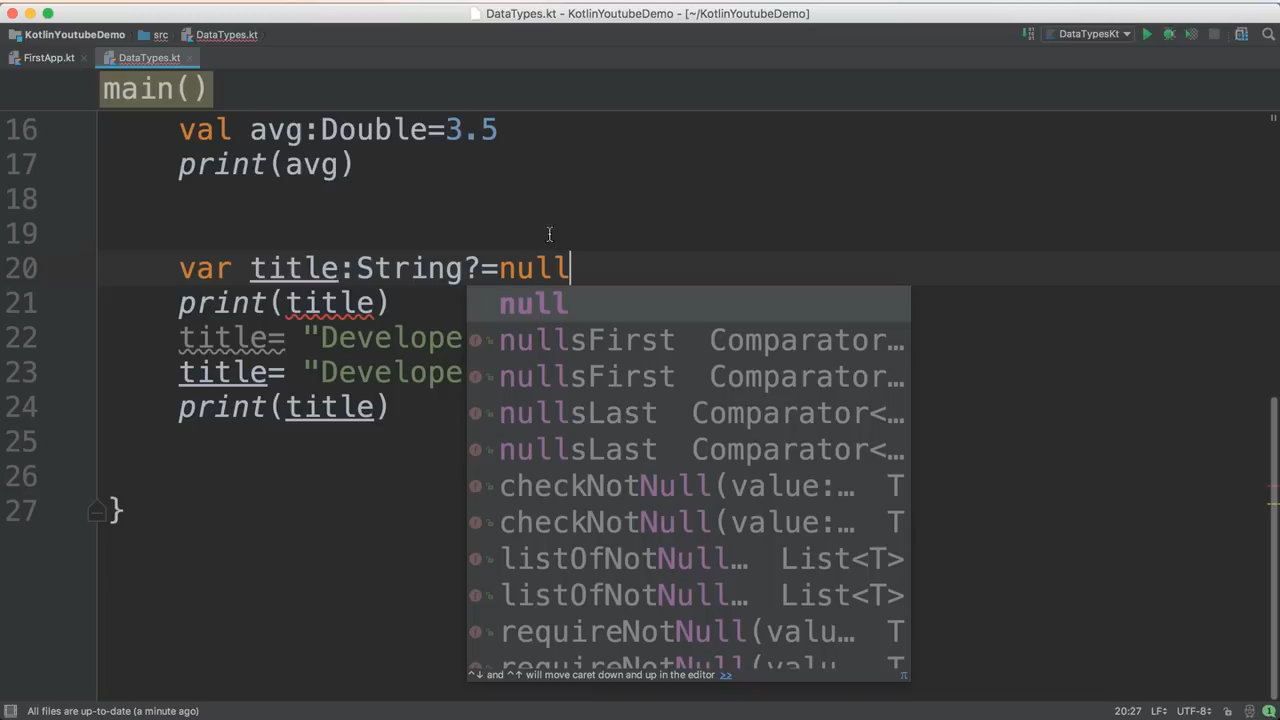 DataTypes.kt - KotlinYoutubeDemo - [~/KotlinYoutubeDemo]
KotlinYoutubeDemo src DataTypes.kt DataTypesKt
FirstApp.kt DataTypes.kt
main()
16 val avg:Double=3.5
17 print(avg)
18
19
20 var title:String?=null
21 print(title)
22 title= "Develope
23 title= "Develope
24 print(title)
25
26
27 }
null
nullsFirst Comparator…
nullsFirst Comparator…
nullsLast Comparator<…
nullsLast Comparator<…
checkNotNull(value:… T
checkNotNull(value:… T
listOfNotNull… List<T>
listOfNotNull… List<T>
requireNotNull(valu… T
requireNotNull(valu… T
^↓ and ^↑ will move caret down and up in the editor >> π
All files are up-to-date (a minute ago) 20:27 LF÷ UTF-8÷ 1